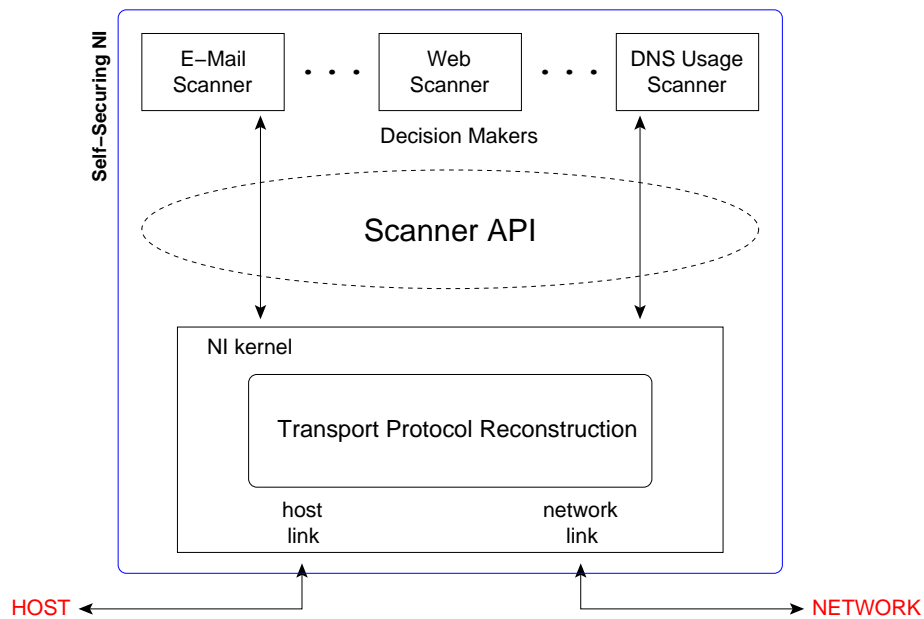 Self−Securing NI
E−Mail
Scanner
. . .
Web
Scanner
. . .
DNS Usage
Scanner
Decision Makers
Scanner API
NI kernel
Transport Protocol Reconstruction
host
link
network
link
HOST
NETWORK